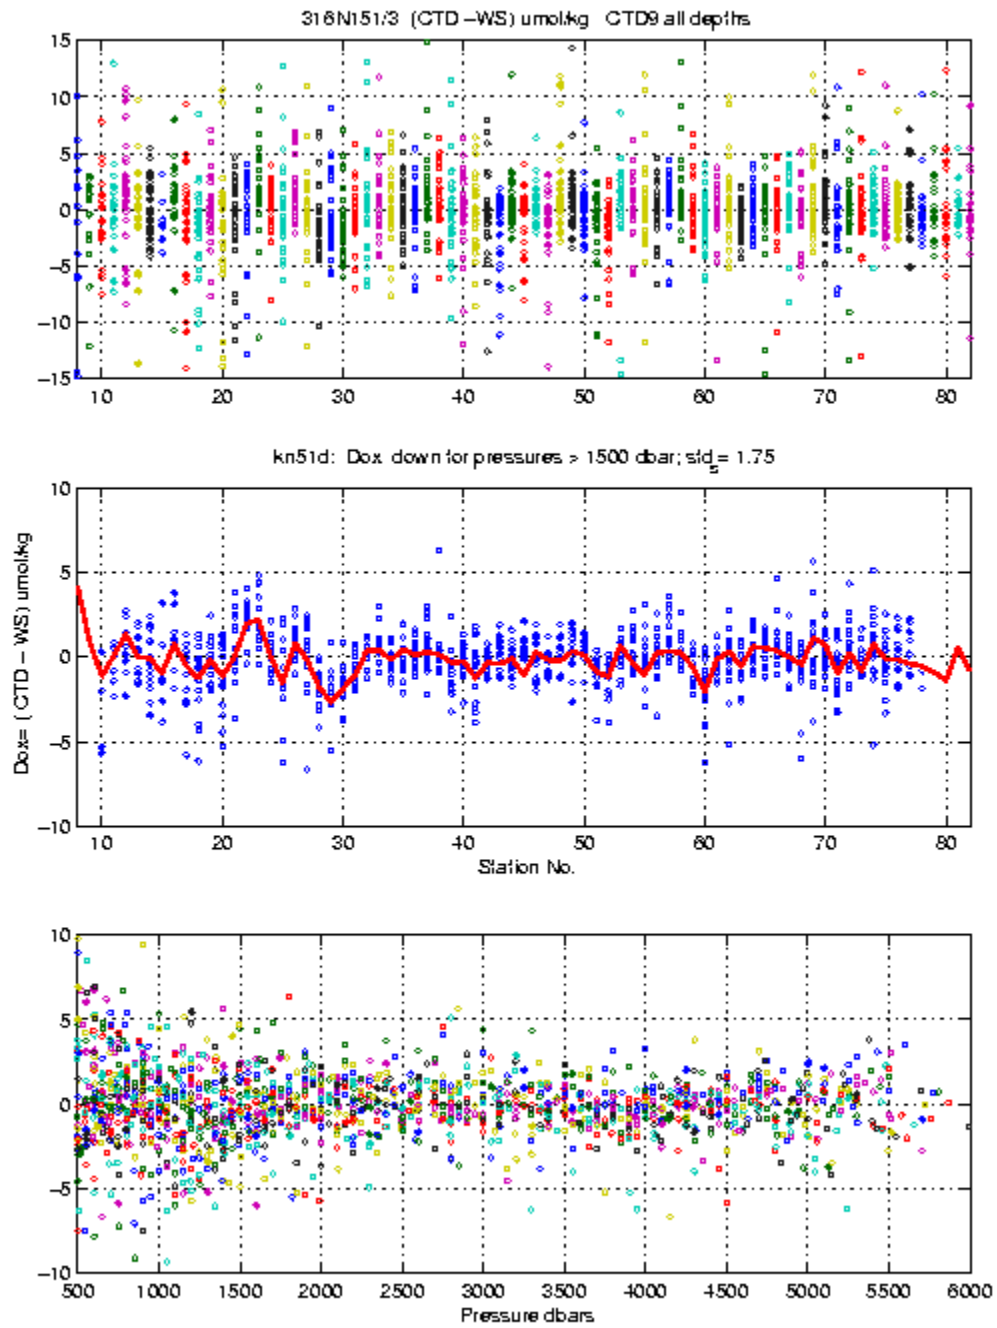 316N151/3 (CTD –WS) umol/kg CTD9 all depths
15
10
5
0
–5
–10
–15
10 20 30 40 50 60 70 80
kn51d: Dox down for pressures > 1500 dbar; std_s= 1.75
10
5
0
–5
–10
Dox= ( CTD – WS) umol/kg
10 20 30 40 50 60 70 80
Station No.
10
5
0
–5
–10
500 1000 1500 2000 2500 3000 3500 4000 4500 5000 5500 6000
Pressure dbars